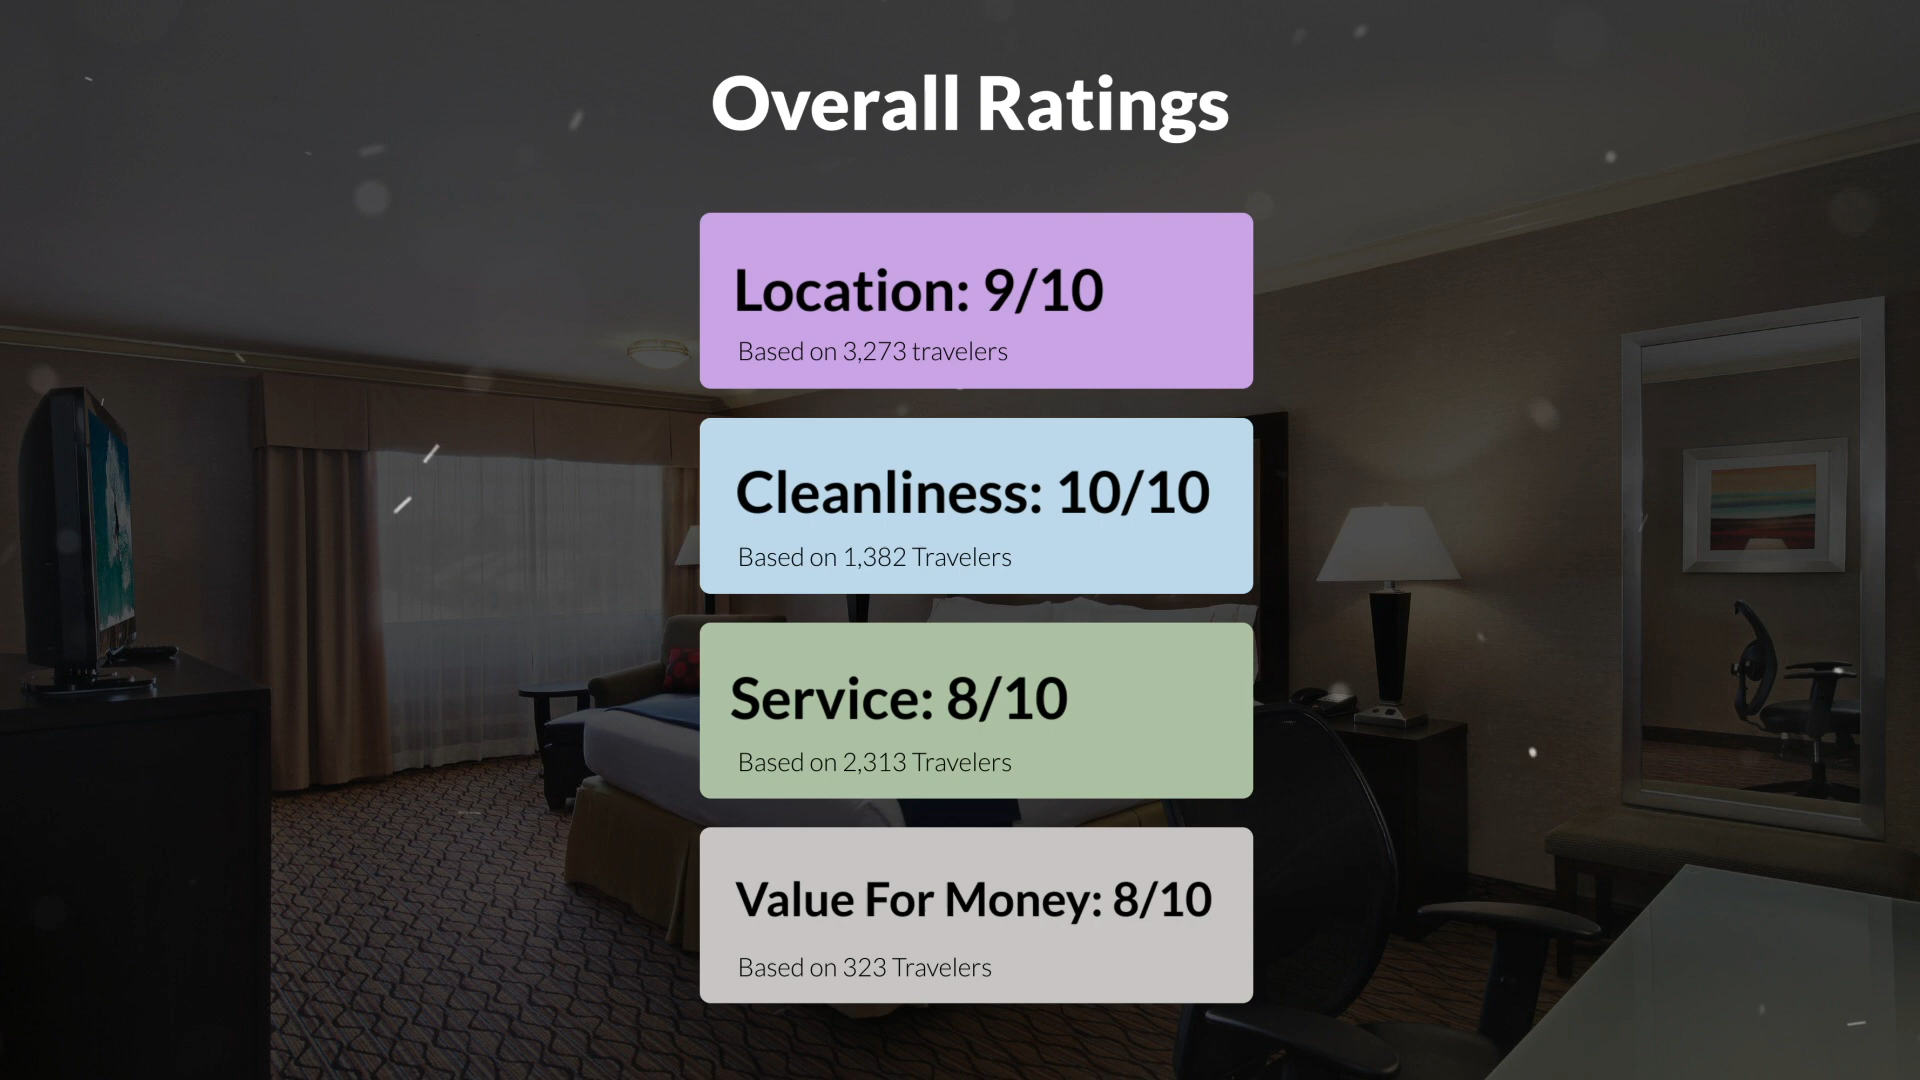 Overall Ratings
Location: 9/10
Based on 3,273 travelers
Cleanliness: 10/10
Based on 1,382 Travelers
Service: 8/10
Based on 2,313 Travelers
Value For Money: 8/10
Based on 323 Travelers